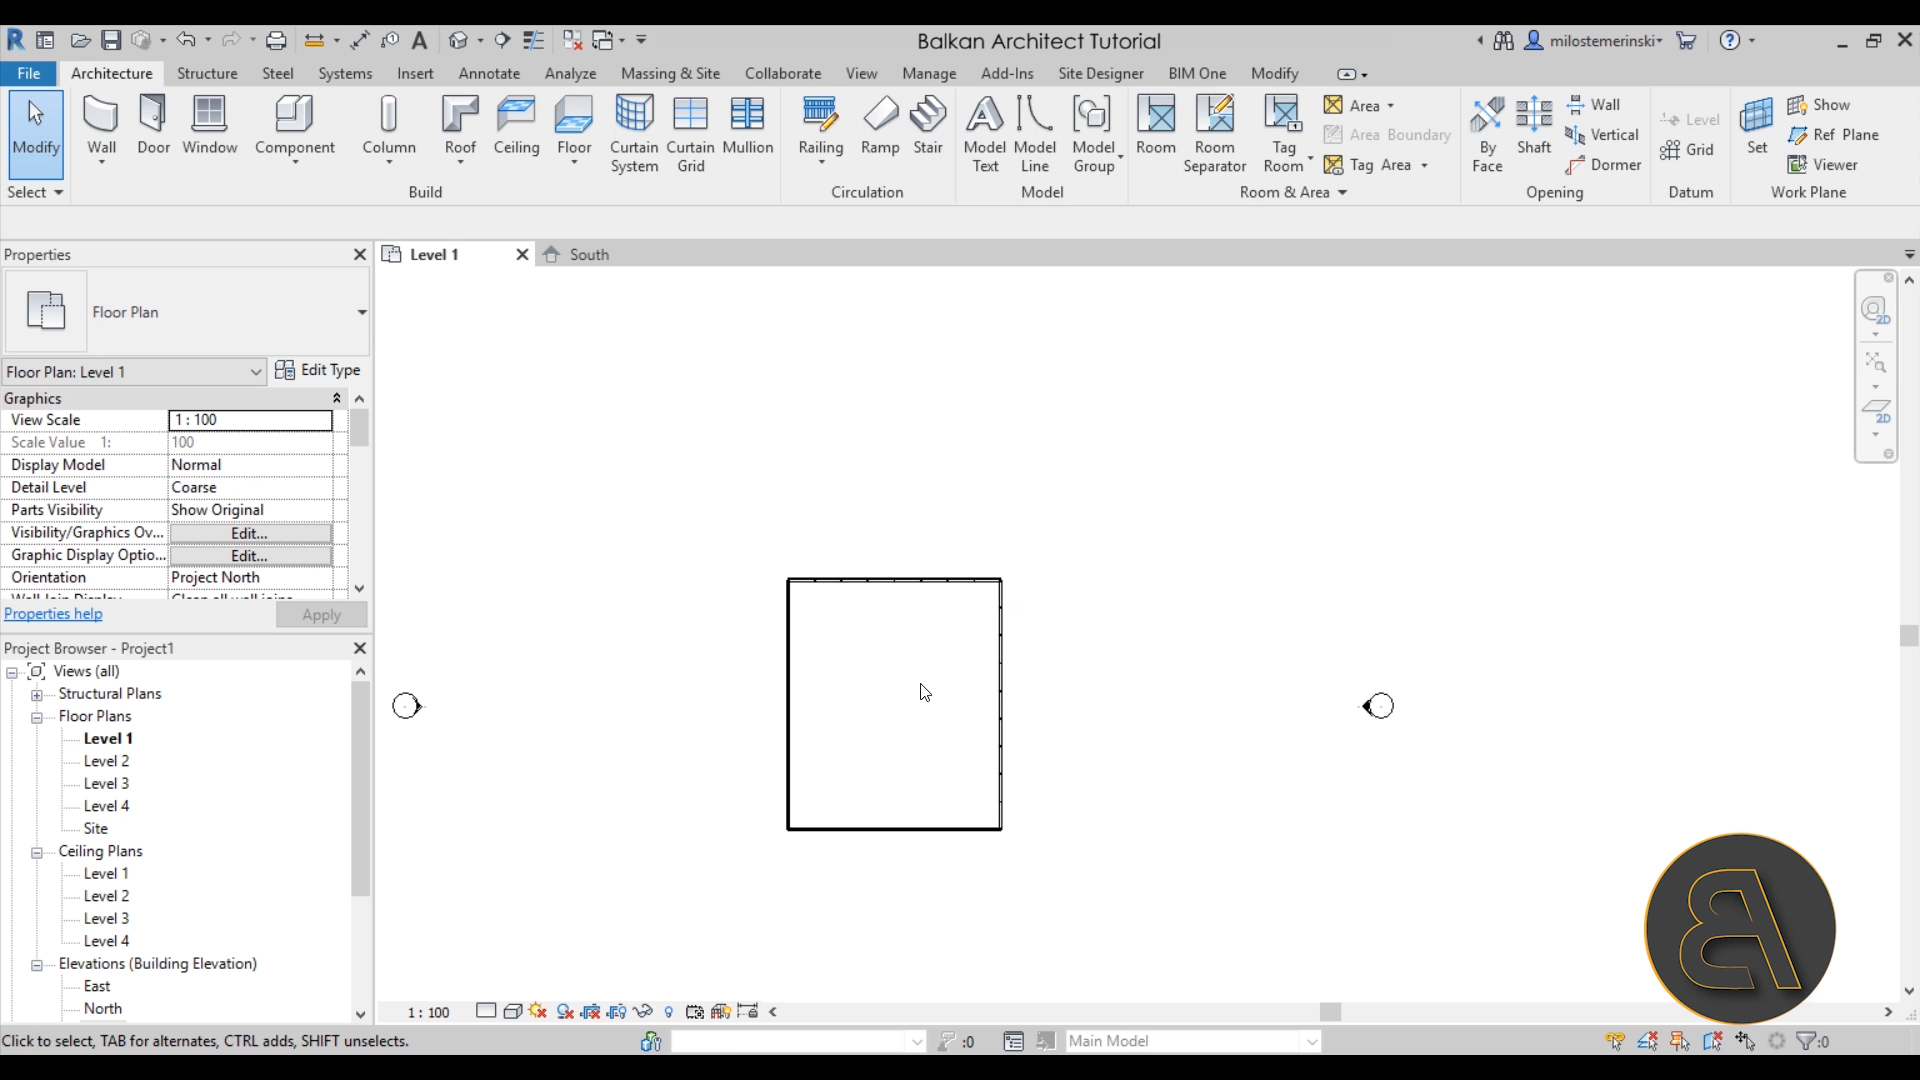 Balkan Architect Tutorial
milostemerinski
File Architecture Structure Steel Systems Insert Annotate Analyze Massing & Site Collaborate View Manage Add-Ins Site Designer BIM One Modify
Modify
Wall
Door
Window
Component
Column
Roof
Ceiling
Floor
Curtain System
Curtain Grid
Mullion
Railing
Ramp
Stair
Model Text
Model Line
Model Group
Room
Room Separator
Tag Room
Area
Area Boundary
Tag Area
By Face
Shaft
Wall
Vertical
Dormer
Level
Grid
Set
Show
Ref Plane
Viewer
Select Build Circulation Model Room & Area Opening Datum Work Plane
Properties
Level 1 South
2D
2D
Floor Plan
Floor Plan: Level 1 Edit Type
Graphics
View Scale 1 : 100
Scale Value 1: 100
Display Model Normal
Detail Level Coarse
Parts Visibility Show Original
Visibility/Graphics Ov... Edit...
Graphic Display Optio... Edit...
Orientation Project North
Properties help Apply
Project Browser - Project1
Views (all)
Structural Plans
Floor Plans
Level 1
Level 2
Level 3
Level 4
Site
Ceiling Plans
Level 1
Level 2
Level 3
Level 4
Elevations (Building Elevation)
East
North
1 : 100
Click to select, TAB for alternates, CTRL adds, SHIFT unselects.
:0
Main Model
:0